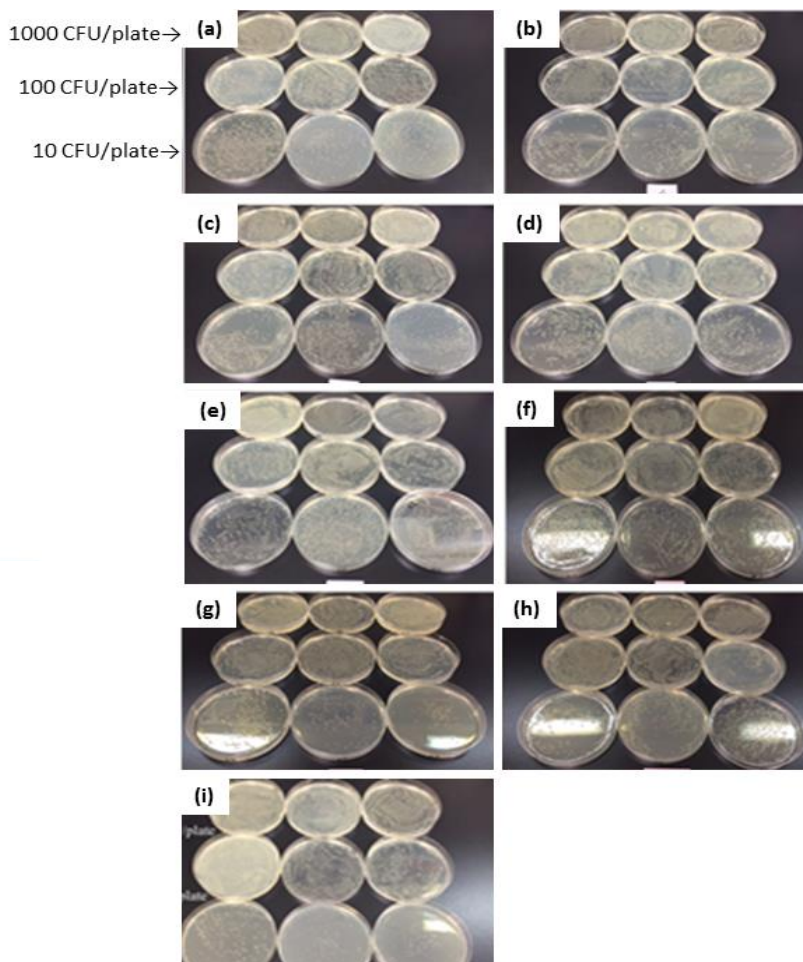 1000 CFU/plate→
(a)
(b)
100 CFU/plate→
10 CFU/plate→
(c)
(d)
(e)
(f)
(g)
(h)
(i)
/plate
plate